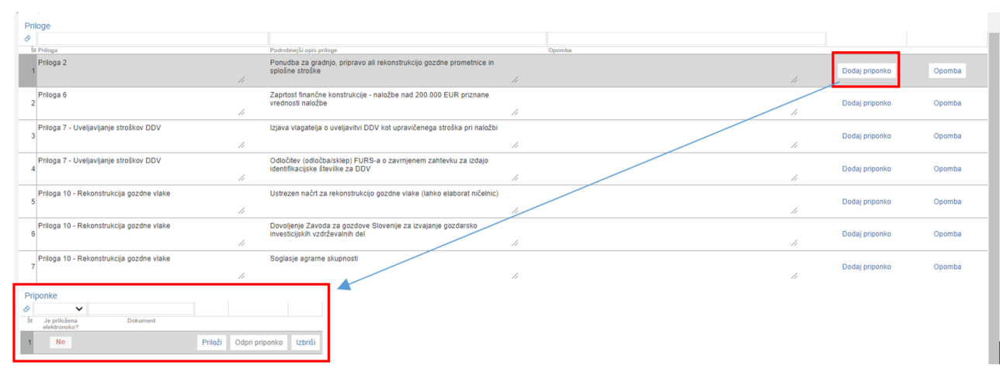 Priloge
Št Priloga Podrobnejši opis priloge Opomba
1 Priloga 2 Ponudba za gradnjo, pripravo ali rekonstrukcijo gozdne prometnice in
splošne stroške Dodaj priponko Opomba
2 Priloga 6 Zaprtost finančne konstrukcije - naložbe nad 200.000 EUR priznane
vrednosti naložbe Dodaj priponko Opomba
3 Priloga 7 - Uveljavljanje stroškov DDV Izjava vlagatelja o uveljavitvi DDV kot upravičenega stroška pri naložbi Dodaj priponko Opomba
4 Priloga 7 - Uveljavljanje stroškov DDV Odločitev (odločba/sklep) FURS-a o zavrnjenem zahtevku za izdajo
identifikacijske številke za DDV Dodaj priponko Opomba
5 Priloga 10 - Rekonstrukcija gozdne vlake Ustrezen načrt za rekonstrukcijo gozdne vlake (lahko elaborat ničelnic) Dodaj priponko Opomba
6 Priloga 10 - Rekonstrukcija gozdne vlake Dovoljenje Zavoda za gozdove Slovenije za izvajanje gozdarsko
investicijskih vzdrževalnih del Dodaj priponko Opomba
7 Priloga 10 - Rekonstrukcija gozdne vlake Soglasje agrarne skupnosti Dodaj priponko Opomba
Priponke
Št Je priložena Dokument
elektronsko?
1 Ne Priloži Odpri priponko Izbriši